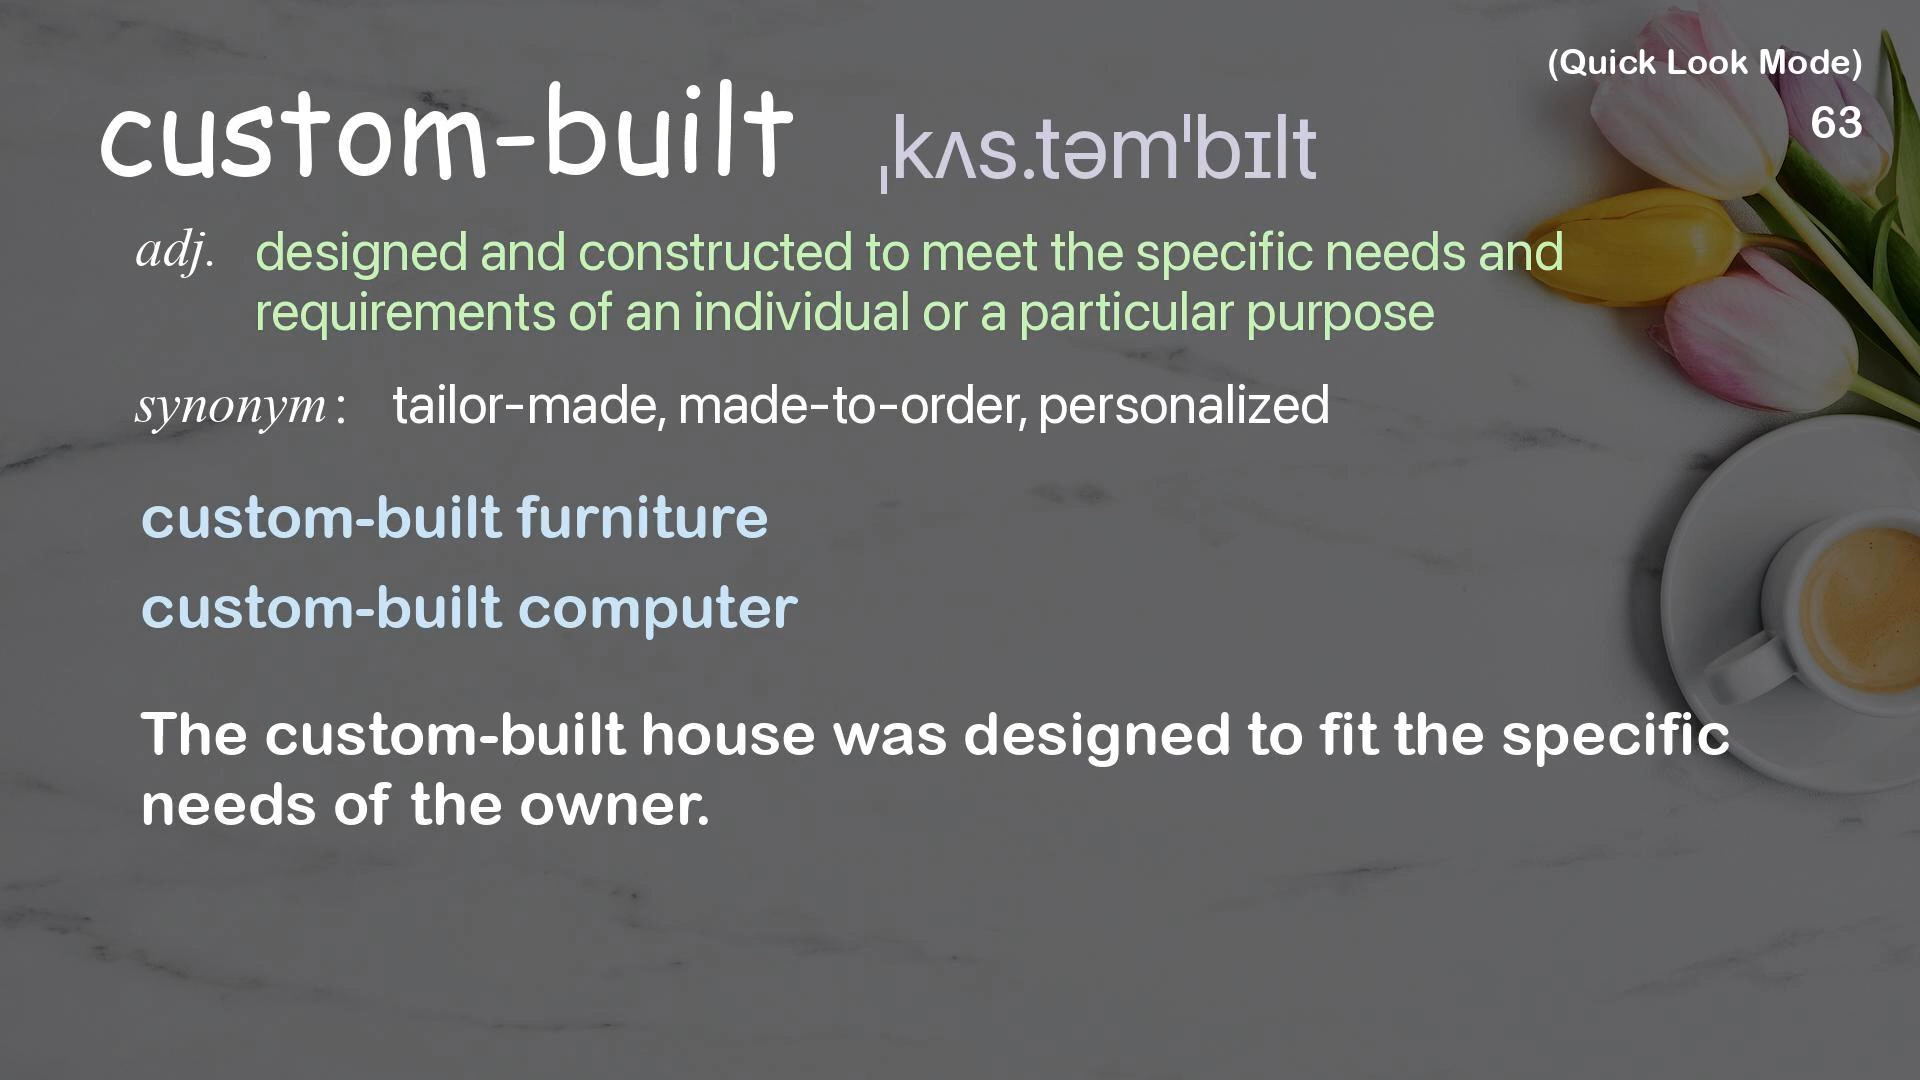 (Quick Look Mode)
63
custom-built ˌkʌs.təmˈbɪlt
adj. designed and constructed to meet the specific needs and
requirements of an individual or a particular purpose
synonym: tailor-made, made-to-order, personalized
custom-built furniture
custom-built computer
The custom-built house was designed to fit the specific
needs of the owner.